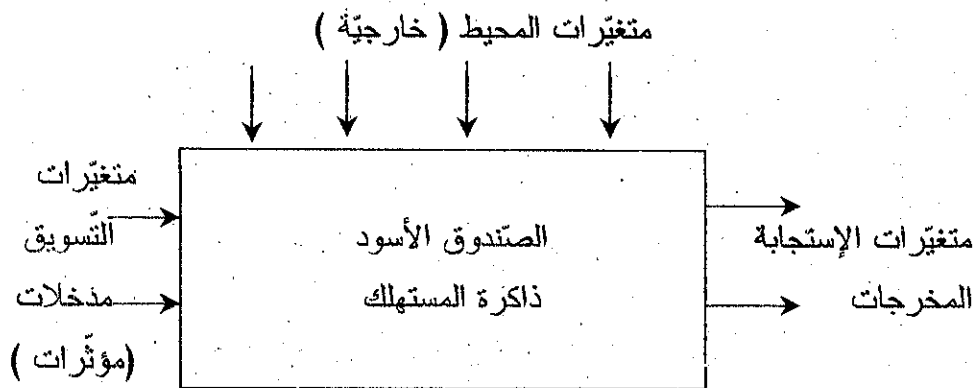 متغيّرات المحيط ( خارجيّة )
متغيّرات
التّسويق
مدخلات
(مؤثّرات )
الصّندوق الأسود
ذاكرة المستهلك
متغيّرات الإستجابة
المخرجات